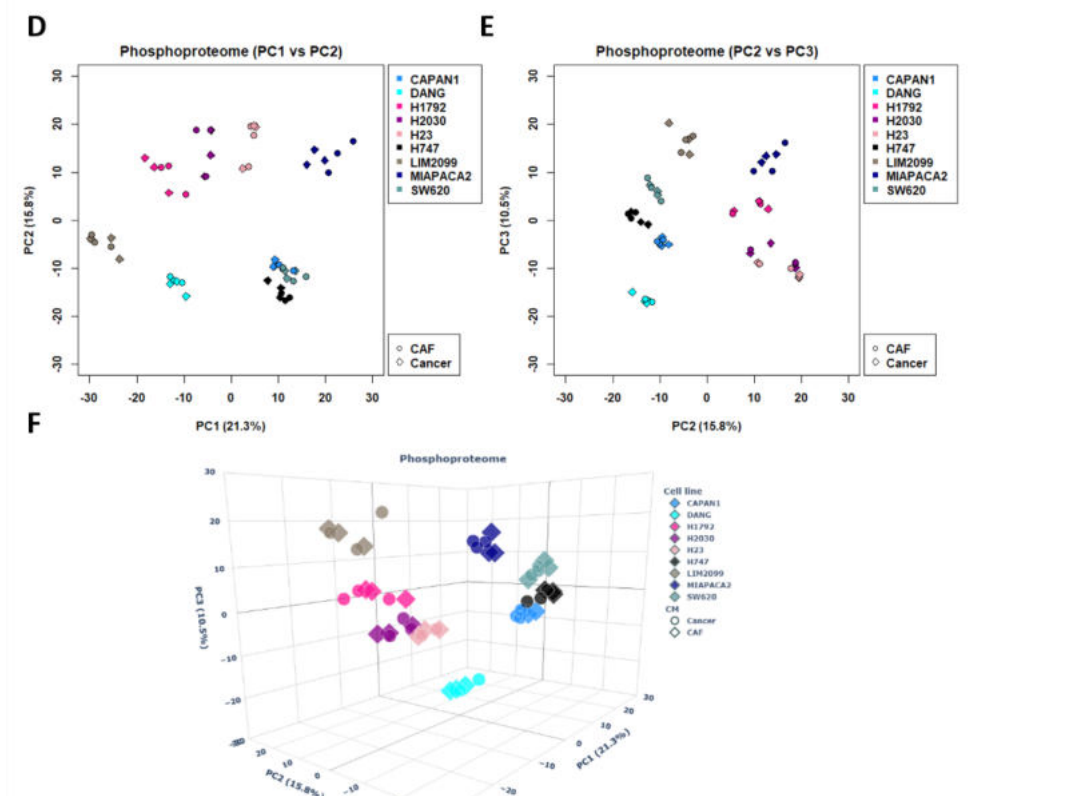 D
E
Phosphoproteome (PC1 vs PC2)
Phosphoproteome (PC2 vs PC3)
30
20
10
0
-10
-20
-30
PC2 (15.8%)
-30 -20 -10 0 10 20 30
PC1 (21.3%)
CAPAN1
DANG
H1792
H2030
H23
H747
LIM2099
MIAPACA2
SW620
CAF
Cancer
30
20
10
0
-10
-20
-30
PC3 (10.5%)
-30 -20 -10 0 10 20 30
PC2 (15.8%)
CAPAN1
DANG
H1792
H2030
H23
H747
LIM2099
MIAPACA2
SW620
CAF
Cancer
F
Phosphoproteome
30
20
10
0
−10
−20
PC3 (10.5%)
20
10
0
−10
PC2 (15.8%)
−20
−10
0
10
20
30
PC1 (21.3%)
Cell line
CAPAN1
DANG
H1792
H2030
H23
H747
LIM2099
MIAPACA2
SW620
CM
Cancer
CAF